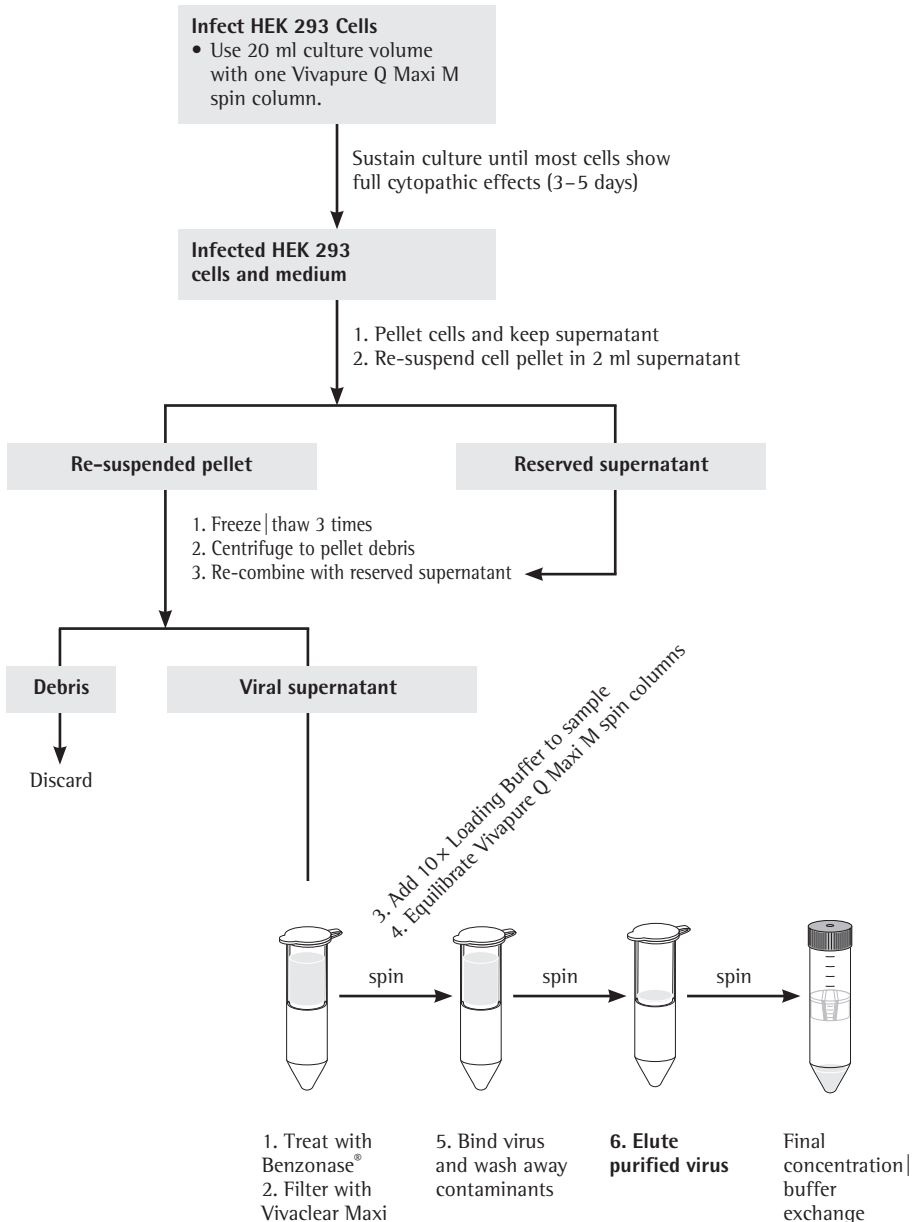 Infect HEK 293 Cells
• Use 20 ml culture volume
with one Vivapure Q Maxi M
spin column.
Sustain culture until most cells show
full cytopathic effects (3–5 days)
Infected HEK 293
cells and medium
1. Pellet cells and keep supernatant
2. Re-suspend cell pellet in 2 ml supernatant
Re-suspended pellet
Reserved supernatant
1. Freeze|thaw 3 times
2. Centrifuge to pellet debris
3. Re-combine with reserved supernatant
Debris
Viral supernatant
Discard
3. Add 10× Loading Buffer to sample
4. Equilibrate Vivapure Q Maxi M spin columns
spin
spin
spin
1. Treat with
Benzonase®
2. Filter with
Vivaclear Maxi
5. Bind virus
and wash away
contaminants
6. Elute
purified virus
Final
concentration|
buffer
exchange